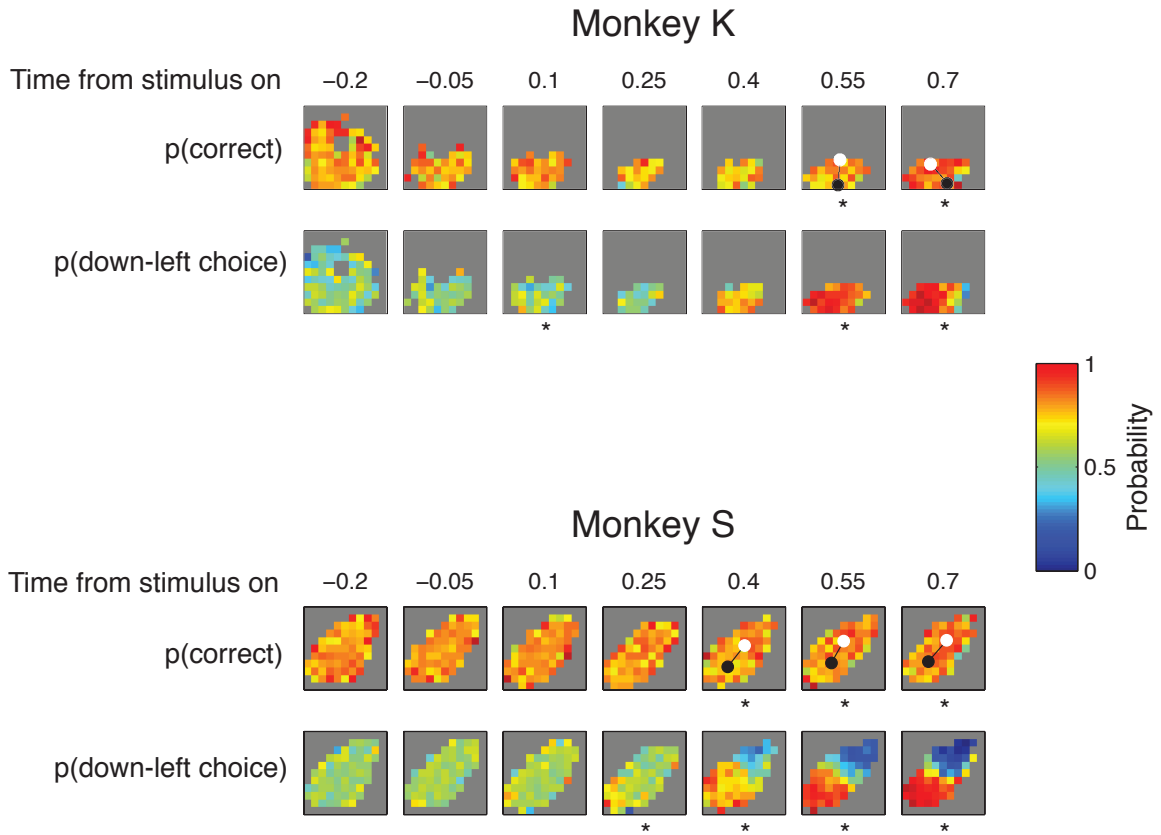 Monkey K
Time from stimulus on −0.2 −0.05 0.1 0.25 0.4 0.55 0.7
p(correct)
* *
p(down-left choice)
* * *
1
0.5
0
Probability
Monkey S
Time from stimulus on −0.2 −0.05 0.1 0.25 0.4 0.55 0.7
p(correct)
* * *
p(down-left choice)
* * * *